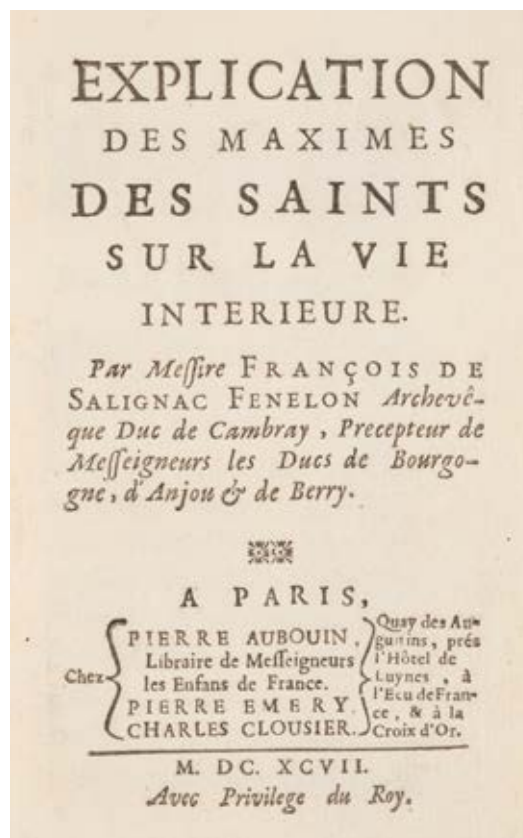 EXPLICATION
DES MAXIMES
DES SAINTS
SUR LA VIE
INTERIEURE.
Par Meſſire FRANÇOIS DE
SALIGNAC FENELON Archevê-
que Duc de Cambray, Precepteur de
Meſſeigneurs les Ducs de Bourgo-
gne, d'Anjou & de Berry.
A PARIS,
Chez
PIERRE AUBOUIN,
Libraire de Meſſeigneurs
les Enfans de France.
PIERRE EMERY.
CHARLES CLOUSIER.
Quay des Au-
guſtins, prés
l'Hôtel de
Luynes, à
l'Ecu de Fran-
ce, & à la
Croix d'Or.
M. DC. XCVII.
Avec Privilege du Roy.